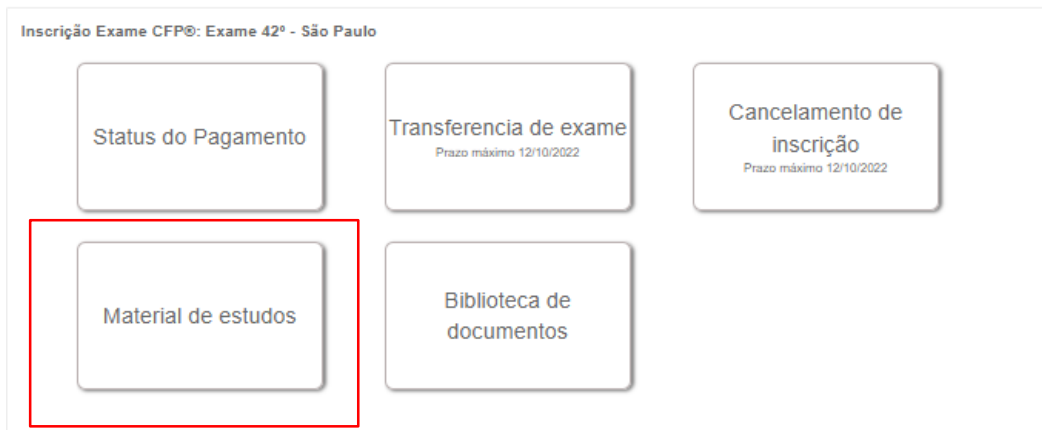 Inscrição Exame CFP®: Exame 42º - São Paulo
Status do Pagamento
Transferencia de exame
Prazo máximo 12/10/2022
Cancelamento de
inscrição
Prazo máximo 12/10/2022
Material de estudos
Biblioteca de
documentos